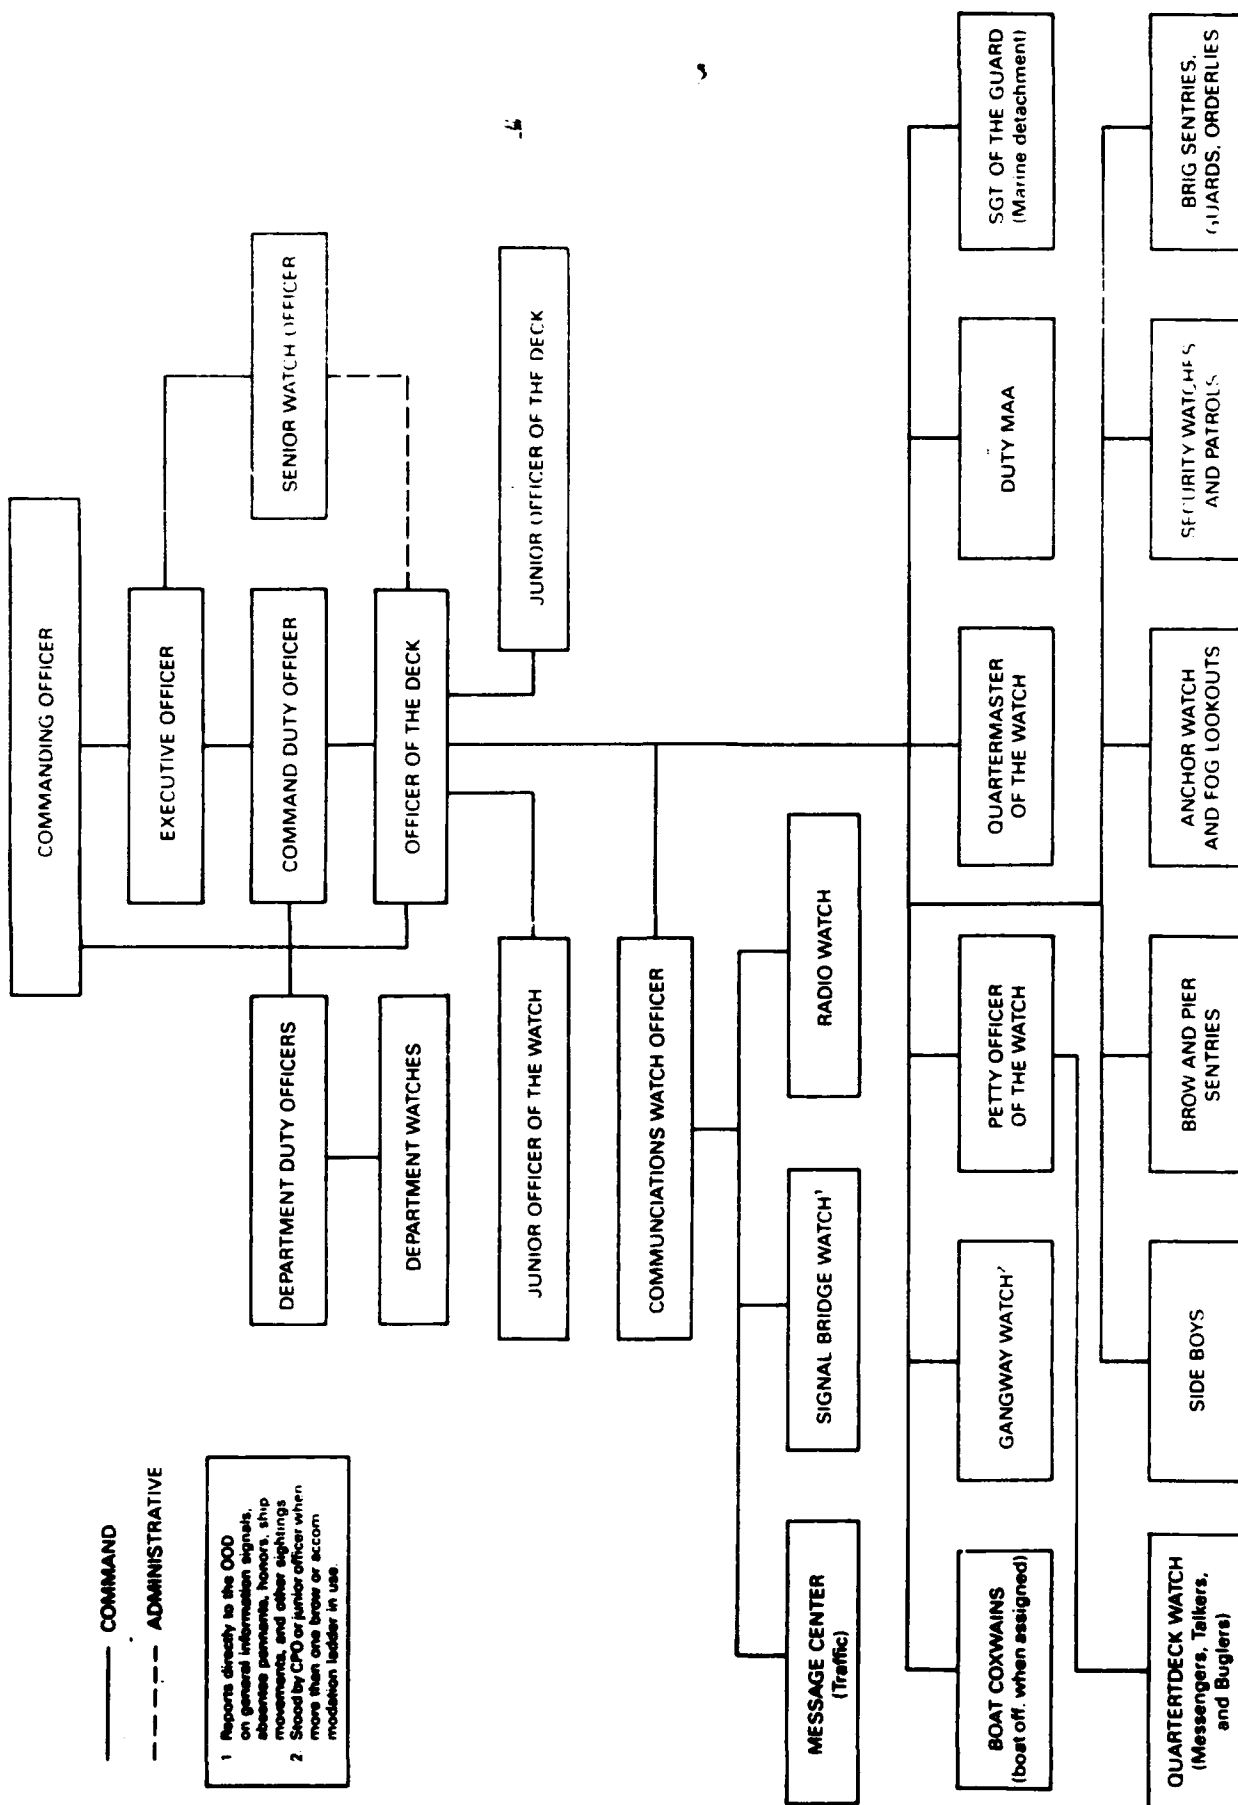 COMMANDING OFFICER
EXECUTIVE OFFICER
SENIOR WATCH OFFICER
COMMAND DUTY OFFICER
DEPARTMENT DUTY OFFICERS
OFFICER OF THE DECK
DEPARTMENT WATCHES
JUNIOR OFFICER OF THE WATCH
JUNIOR OFFICER OF THE DECK
COMMUNCIATIONS WATCH OFFICER
MESSAGE CENTER
(Traffic)
SIGNAL BRIDGE WATCH'
RADIO WATCH
BOAT COXWAINS
(boat off. when assigned)
GANGWAY WATCH'
PETTY OFFICER
OF THE WATCH
QUARTERMASTER
OF THE WATCH
DUTY MAA
SGT OF THE GUARD
(Marine detachment)
QUARTERTDECK WATCH
(Messengers, Talkers,
and Buglers)
SIDE BOYS
BROW AND PIER
SENTRIES
ANCHOR WATCH
AND FOG LOOKOUTS
SECURITY WATCHES
AND PATROLS
BRIG SENTRIES,
GUARDS, ORDERLIES
COMMAND
ADMINISTRATIVE
1 Reports directly to the OOD
on general information signals,
absentee pennants, honors, ship
movements, and other sightings
2. Stood by CPO or junior officer when
more than one brow or accom
modation ladder in use.